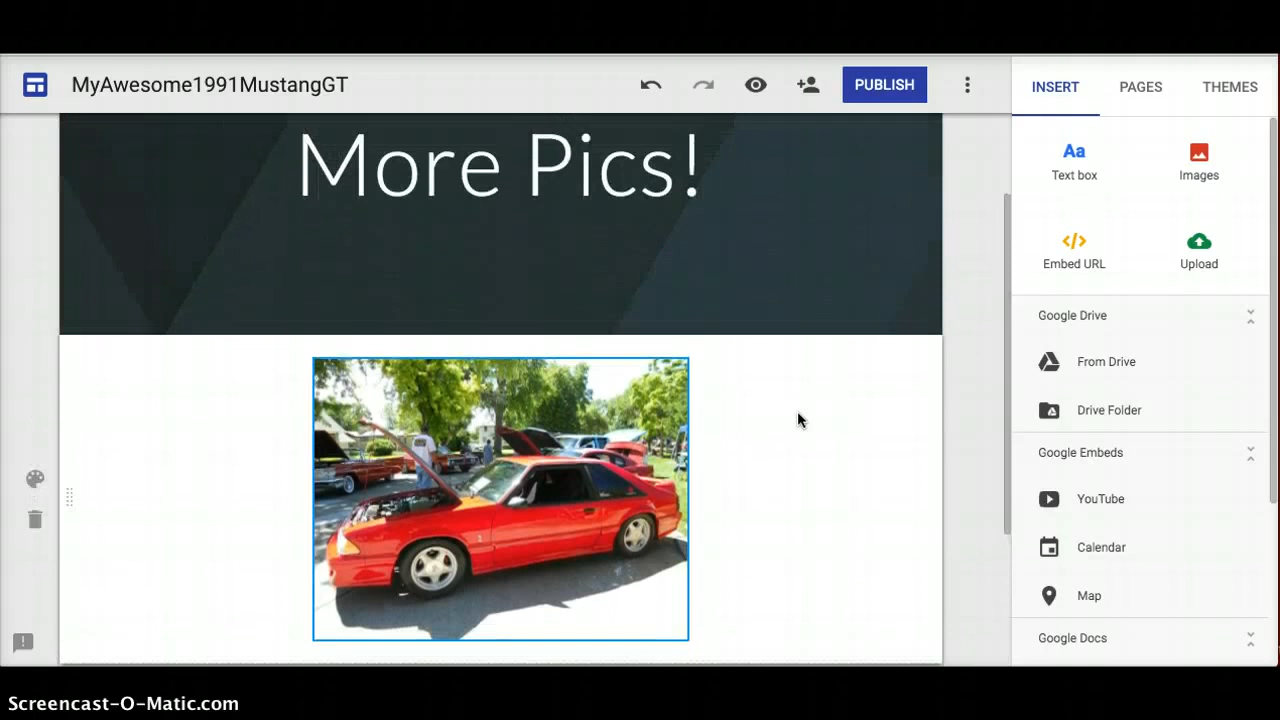 MyAwesome1991MustangGT
PUBLISH
INSERT PAGES THEMES
More Pics!
Aa
Text box Images
</>
Embed URL Upload
Google Drive
From Drive
Drive Folder
Google Embeds
YouTube
Calendar
Map
Google Docs
Screencast-O-Matic.com